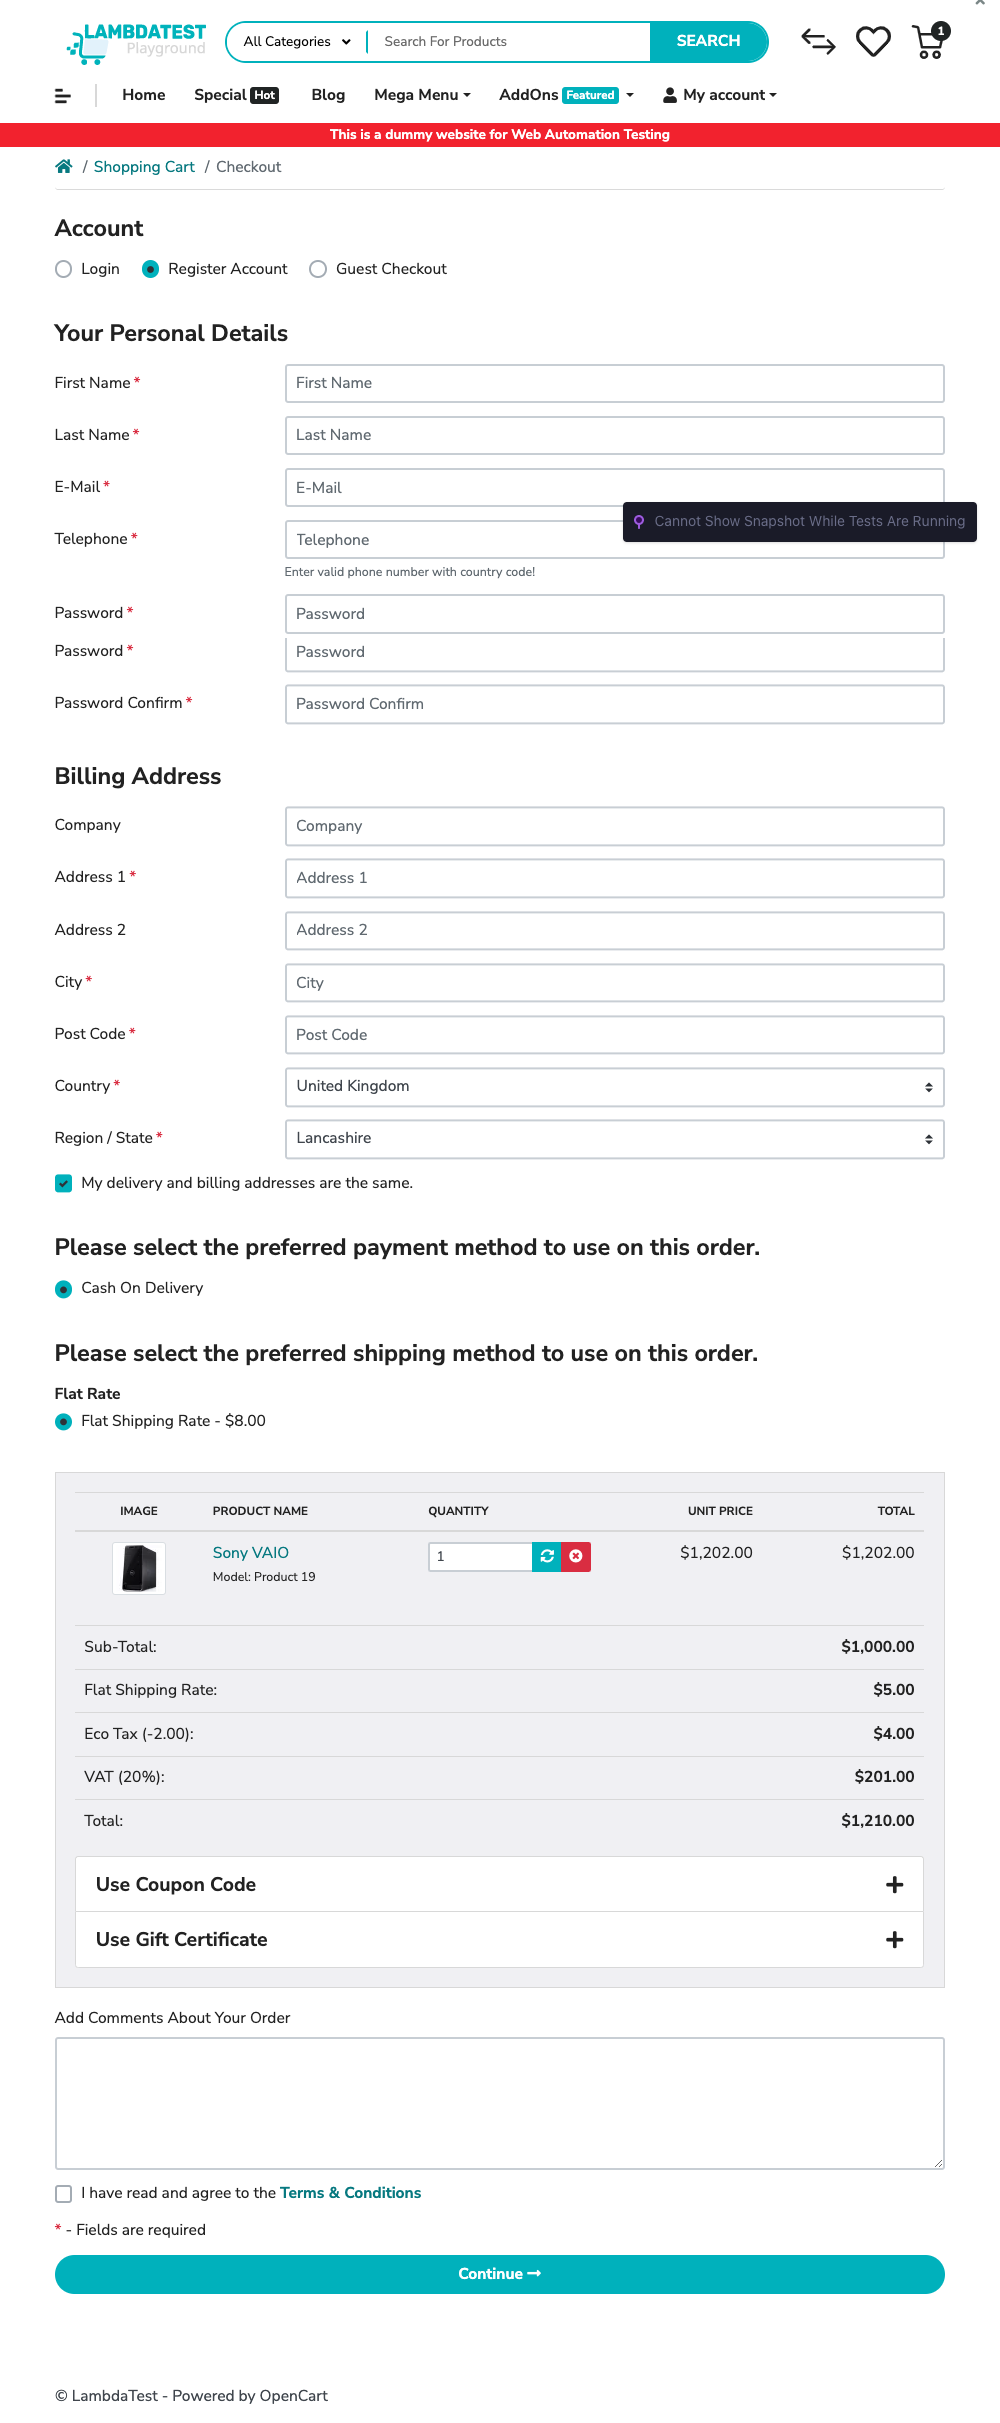 LAMBDATEST
Playground
All Categories
Search For Products
SEARCH
1
Home
Special Hot
Blog
Mega Menu
AddOns Featured
My account
This is a dummy website for Web Automation Testing
/ Shopping Cart / Checkout
Account
Login
Register Account
Guest Checkout
Your Personal Details
First Name *
First Name
Last Name *
Last Name
E-Mail *
E-Mail
Cannot Show Snapshot While Tests Are Running
Telephone *
Telephone
Enter valid phone number with country code!
Password *
Password
Password *
Password
Password Confirm *
Password Confirm
Billing Address
Company
Company
Address 1 *
Address 1
Address 2
Address 2
City *
City
Post Code *
Post Code
Country *
United Kingdom
Region / State *
Lancashire
My delivery and billing addresses are the same.
Please select the preferred payment method to use on this order.
Cash On Delivery
Please select the preferred shipping method to use on this order.
Flat Rate
Flat Shipping Rate - $8.00
IMAGE PRODUCT NAME QUANTITY UNIT PRICE TOTAL
Sony VAIO 1 $1,202.00 $1,202.00
Model: Product 19
Sub-Total: $1,000.00
Flat Shipping Rate: $5.00
Eco Tax (-2.00): $4.00
VAT (20%): $201.00
Total: $1,210.00
Use Coupon Code
Use Gift Certificate
Add Comments About Your Order
I have read and agree to the Terms & Conditions
* - Fields are required
Continue
© LambdaTest - Powered by OpenCart